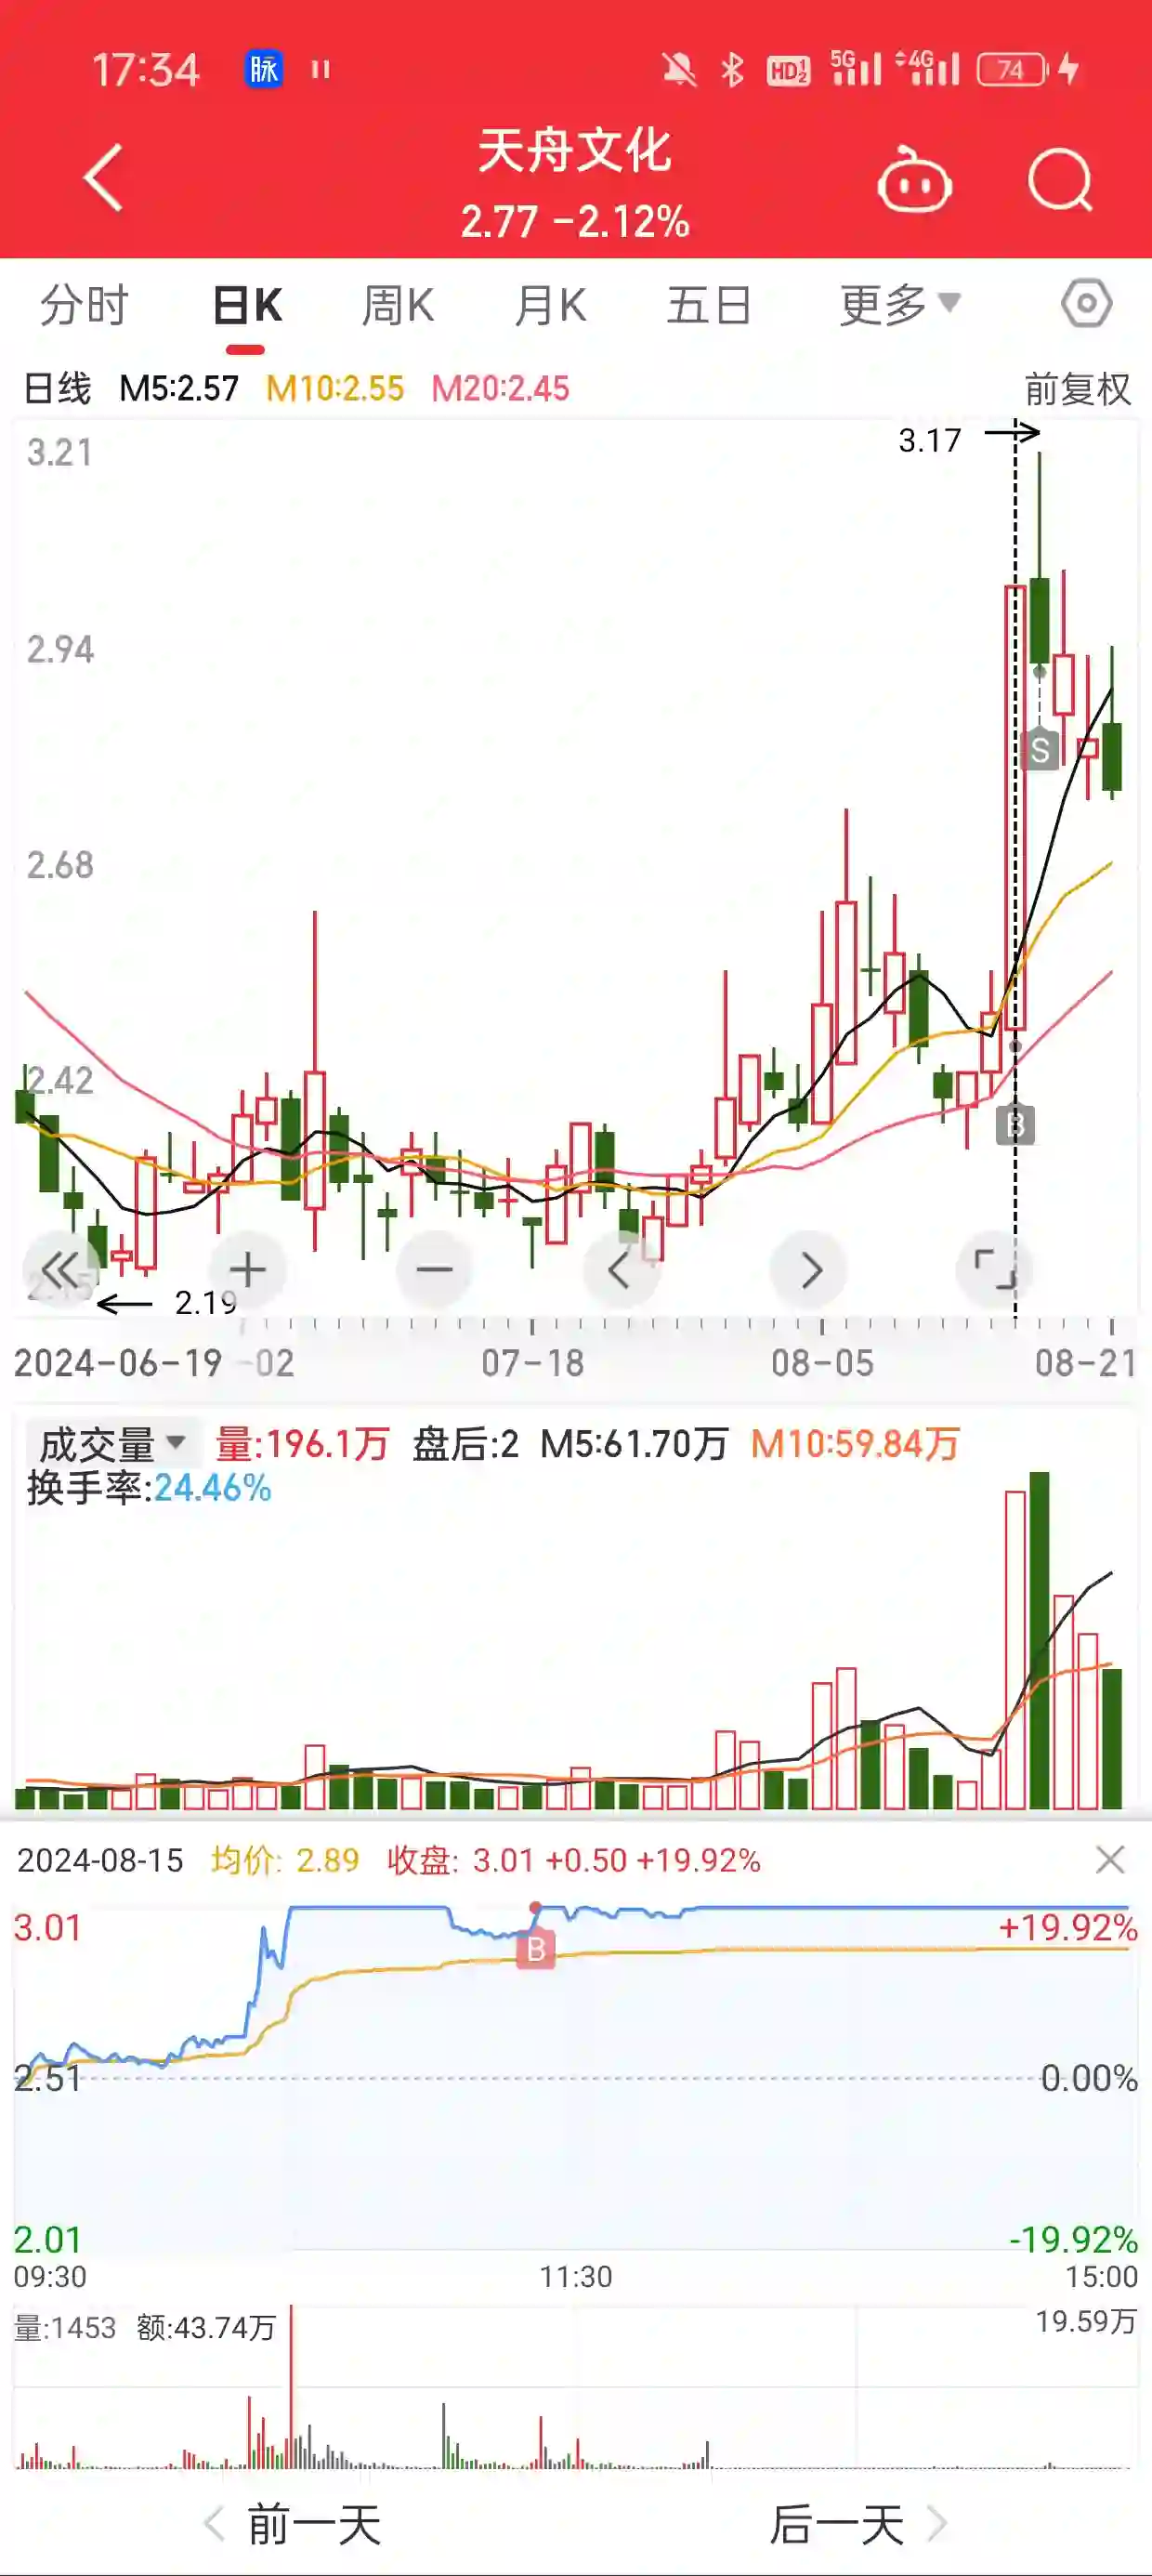 17:34 脉 HD 1 2 5G 4G 74
天舟文化
2.77 -2.12%
分时 日K 周K 月K 五日 更多
日线 M5:2.57 M10:2.55 M20:2.45 前复权
3.17
3.21
2.94
S
2.68
2.42
B
2.15
2.19
2024-06-19 -02 07-18 08-05 08-21
成交量 量:196.1万 盘后:2 M5:61.70万 M10:59.84万
换手率:24.46%
2024-08-15 均价: 2.89 收盘: 3.01 +0.50 +19.92%
3.01 +19.92%
B
2.51 0.00%
2.01 -19.92%
09:30 11:30 15:00
量:1453 额:43.74万 19.59万
前一天 后一天